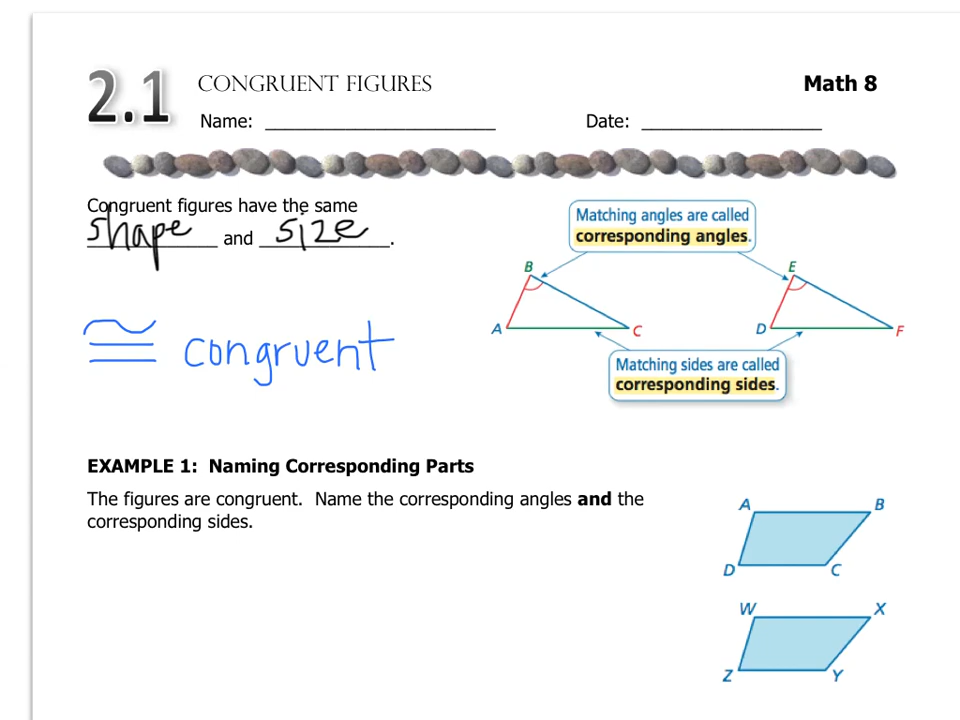 2.1 CONGRUENT FIGURES Math 8
Name: ______________________ Date: _________________
Congruent figures have the same
shape and size.
Matching angles are called
corresponding angles.
B
E
A
C
D
F
Matching sides are called
corresponding sides.
≅ congruent
EXAMPLE 1: Naming Corresponding Parts
The figures are congruent. Name the corresponding angles and the
corresponding sides.
A B
D C
W X
Z Y